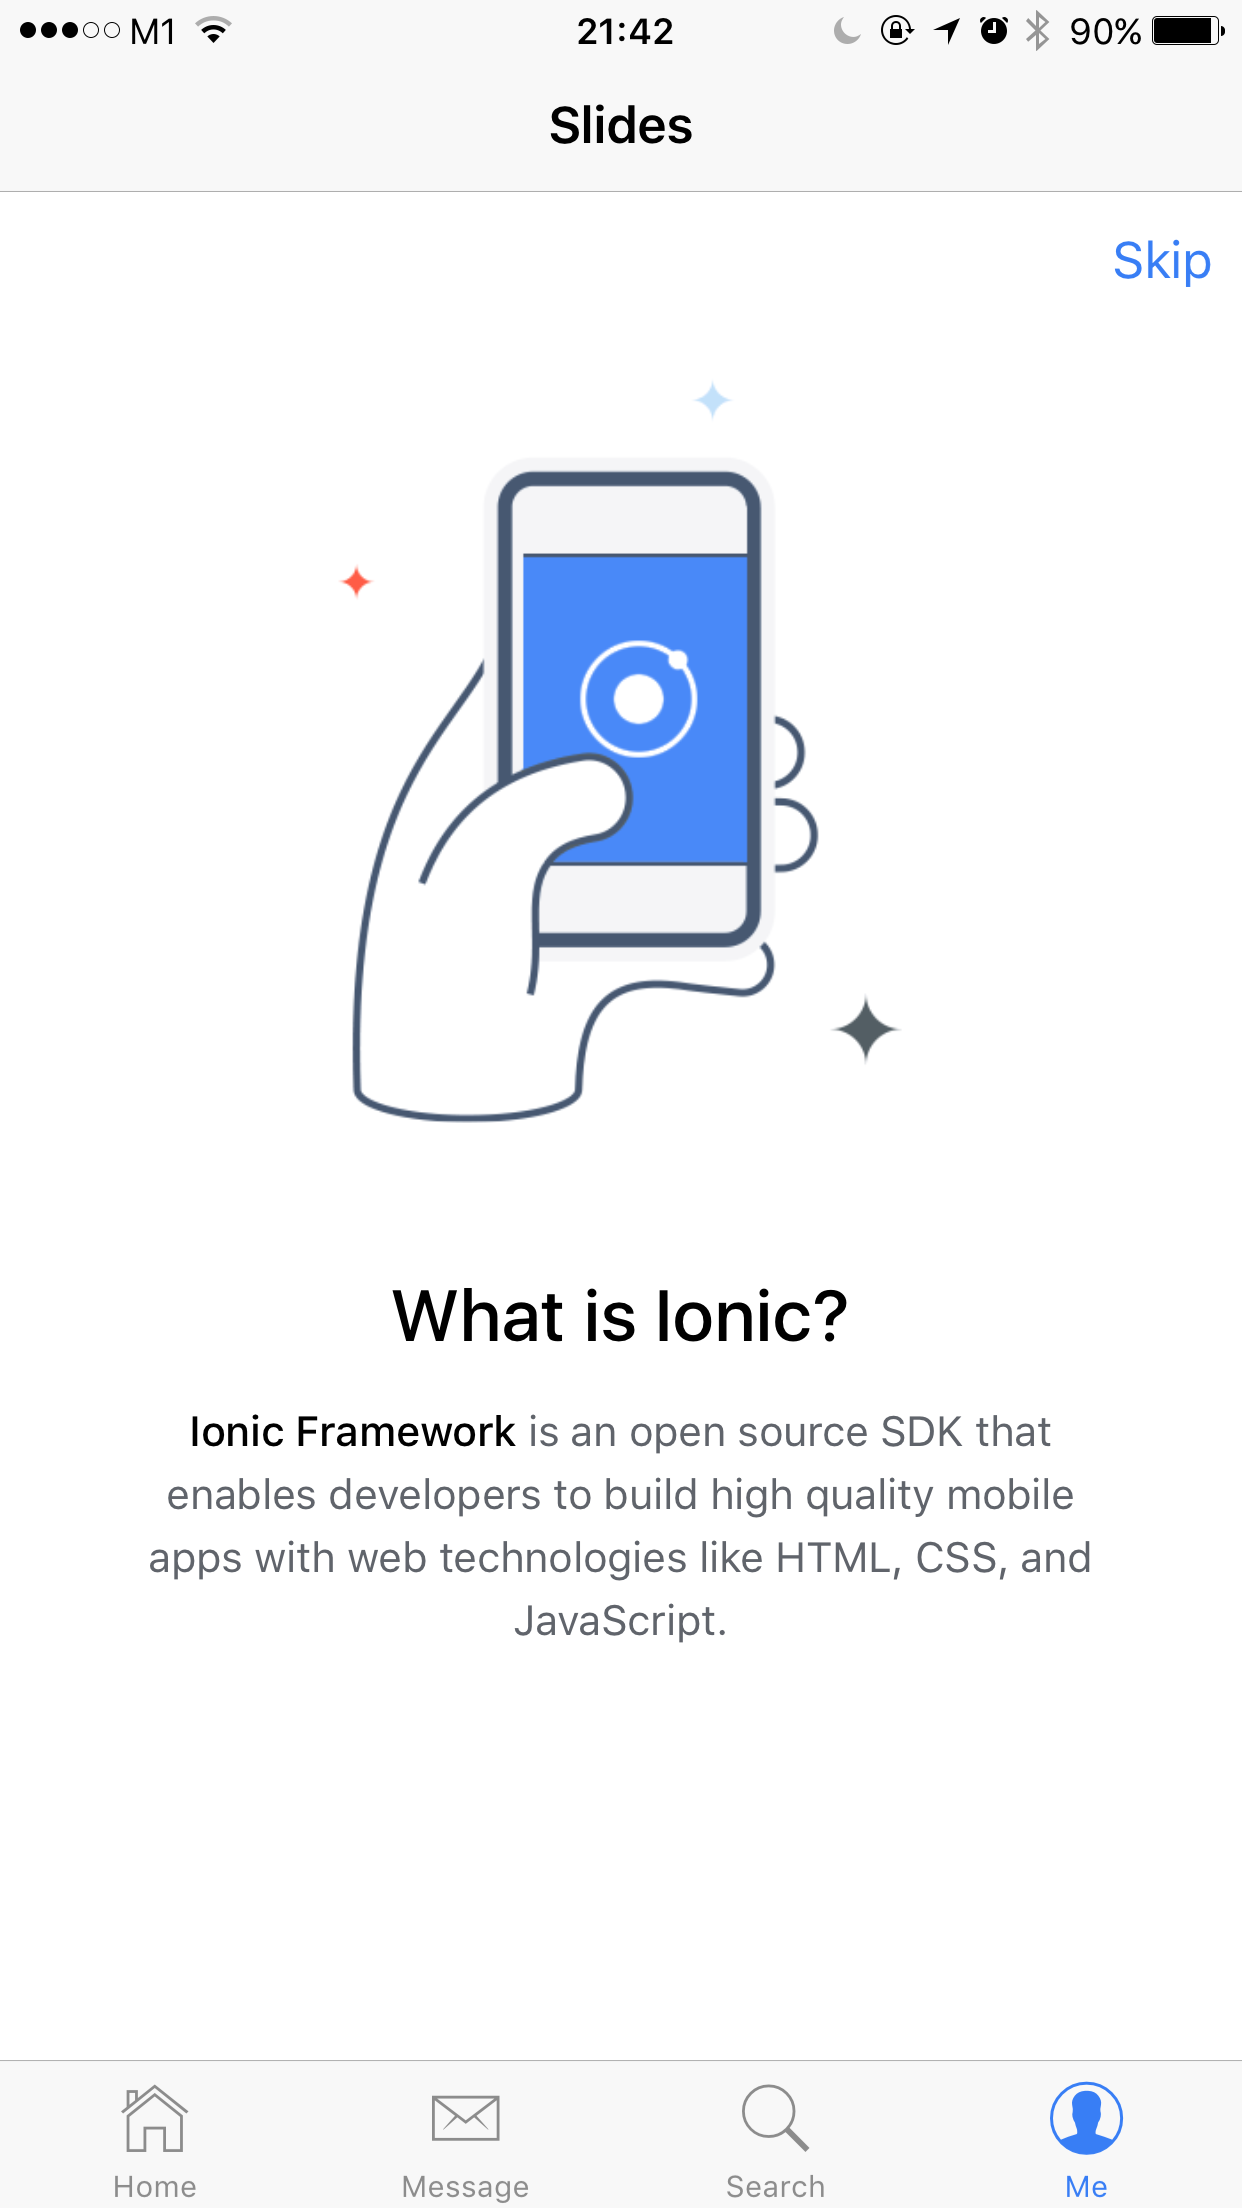 M1 21:42 90%
Slides
Skip
What is Ionic?
Ionic Framework is an open source SDK that
enables developers to build high quality mobile
apps with web technologies like HTML, CSS, and
JavaScript.
Home Message Search Me